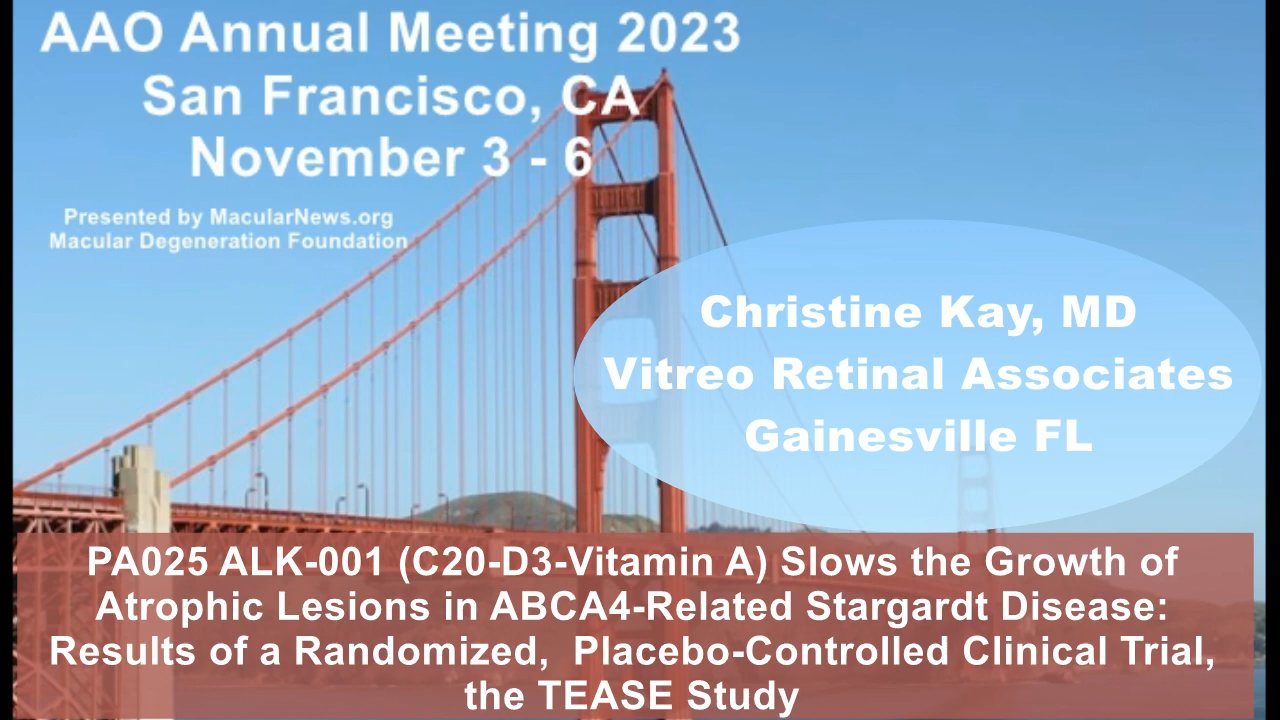 AAO Annual Meeting 2023
San Francisco, CA
November 3 - 6
Presented by MacularNews.org
Macular Degeneration Foundation
Christine Kay, MD
Vitreo Retinal Associates
Gainesville FL
PA025 ALK-001 (C20-D3-Vitamin A) Slows the Growth of
Atrophic Lesions in ABCA4-Related Stargardt Disease:
Results of a Randomized,  Placebo-Controlled Clinical Trial,
the TEASE Study